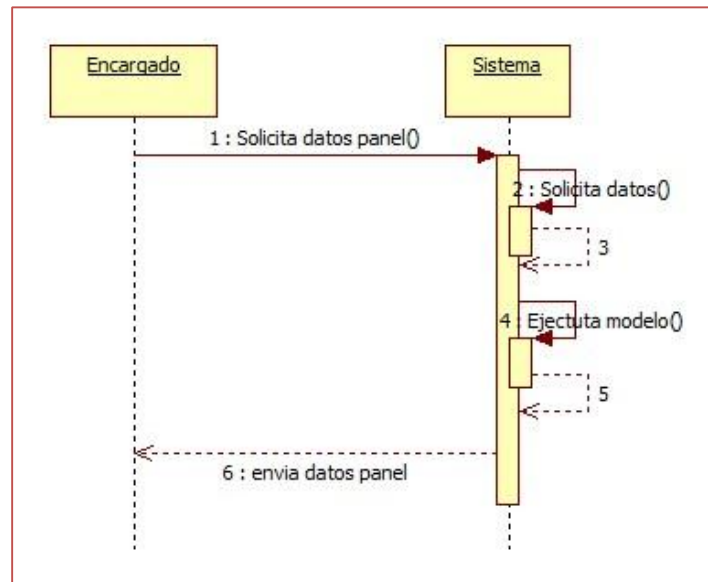 Encargado
Sistema
1 : Solicita datos panel()
2 : Solicita datos()
3
4 : Ejectuta modelo()
5
6 : envia datos panel